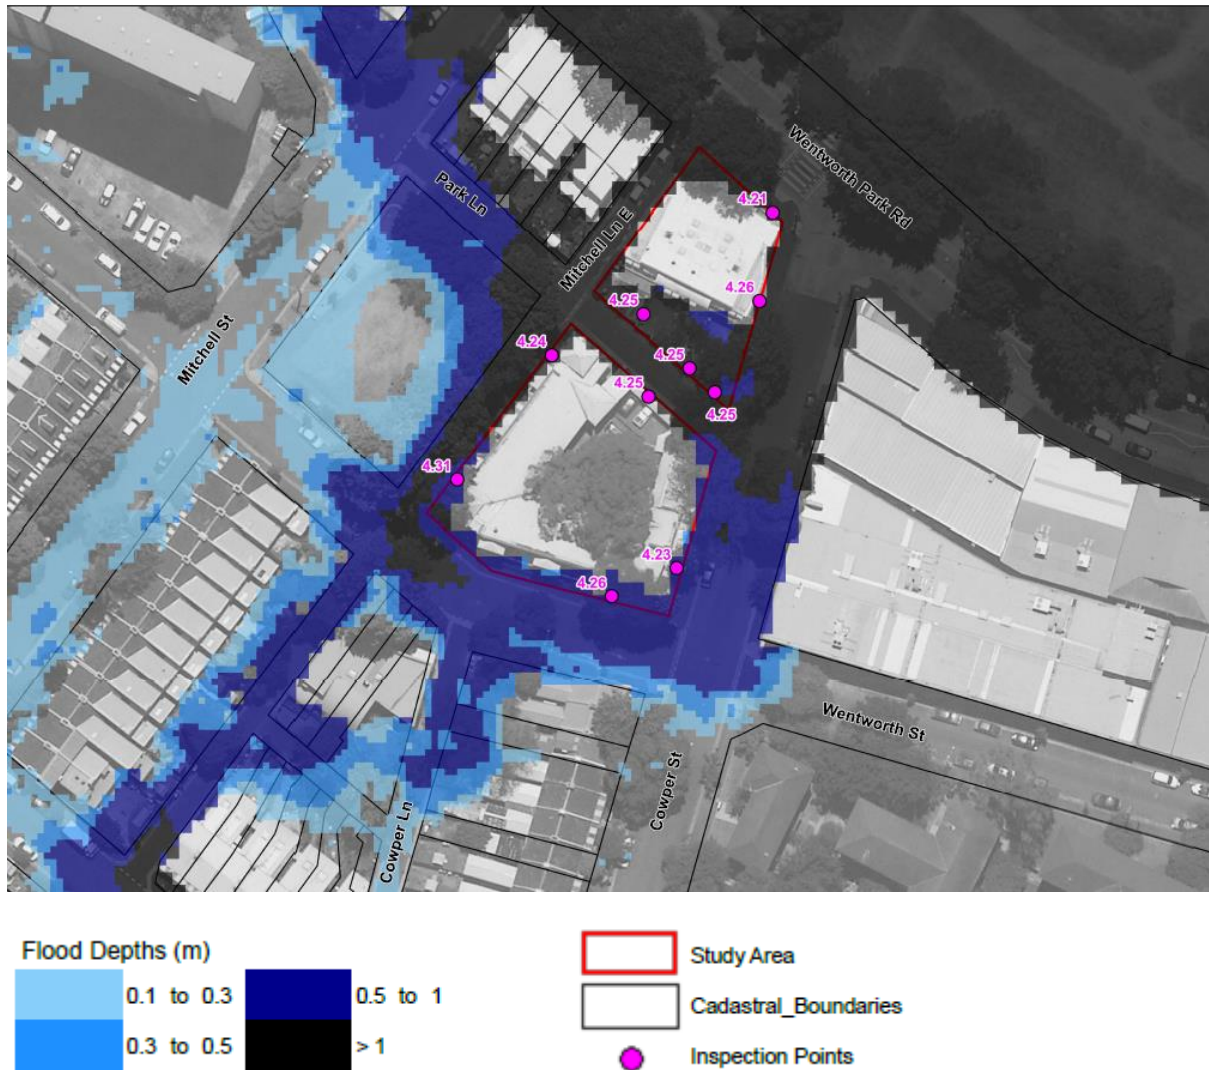 Wentworth Park Rd
Park Ln
4.21
Mitchell Ln E
4.26
4.25
Mitchell St
4.24
4.25
4.25
4.25
4.31
4.23
4.26
Wentworth St
Cowper St
Cowper Ln
Flood Depths (m)
0.1 to 0.3
0.5 to 1
0.3 to 0.5
> 1
Study Area
Cadastral_Boundaries
Inspection Points